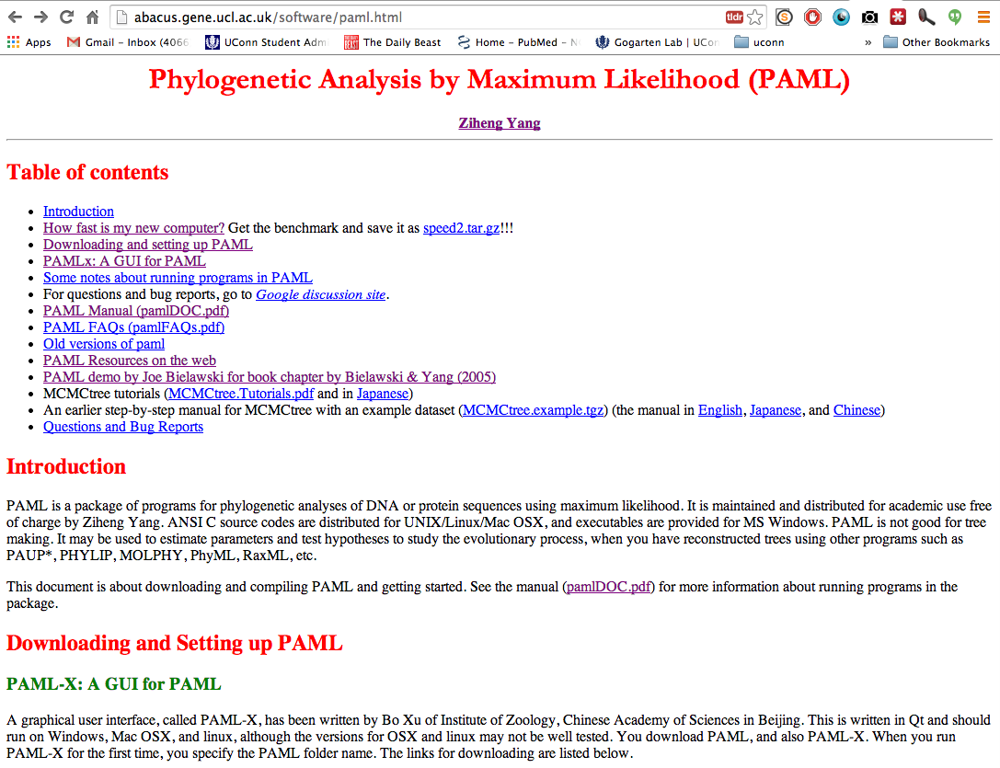 abacus.gene.ucl.ac.uk/software/paml.html
tldr
S
Apps
Gmail – Inbox (4066
UConn Student Adm
The Daily Beast
Home – PubMed – N
Gogarten Lab | UCon
uconn
»
Other Bookmarks
Phylogenetic Analysis by Maximum Likelihood (PAML)
Ziheng Yang
Table of contents
• Introduction
• How fast is my new computer? Get the benchmark and save it as speed2.tar.gz!!!
• Downloading and setting up PAML
• PAMLx: A GUI for PAML
• Some notes about running programs in PAML
• For questions and bug reports, go to Google discussion site.
• PAML Manual (pamlDOC.pdf)
• PAML FAQs (pamlFAQs.pdf)
• Old versions of paml
• PAML Resources on the web
• PAML demo by Joe Bielawski for book chapter by Bielawski & Yang (2005)
• MCMCtree tutorials (MCMCtree.Tutorials.pdf and in Japanese)
• An earlier step-by-step manual for MCMCtree with an example dataset (MCMCtree.example.tgz) (the manual in English, Japanese, and Chinese)
• Questions and Bug Reports
Introduction
PAML is a package of programs for phylogenetic analyses of DNA or protein sequences using maximum likelihood. It is maintained and distributed for academic use free
of charge by Ziheng Yang. ANSI C source codes are distributed for UNIX/Linux/Mac OSX, and executables are provided for MS Windows. PAML is not good for tree
making. It may be used to estimate parameters and test hypotheses to study the evolutionary process, when you have reconstructed trees using other programs such as
PAUP*, PHYLIP, MOLPHY, PhyML, RaxML, etc.
This document is about downloading and compiling PAML and getting started. See the manual (pamlDOC.pdf) for more information about running programs in the
package.
Downloading and Setting up PAML
PAML-X: A GUI for PAML
A graphical user interface, called PAML-X, has been written by Bo Xu of Institute of Zoology, Chinese Academy of Sciences in Beijing. This is written in Qt and should
run on Windows, Mac OSX, and linux, although the versions for OSX and linux may not be well tested. You download PAML, and also PAML-X. When you run
PAML-X for the first time, you specify the PAML folder name. The links for downloading are listed below.